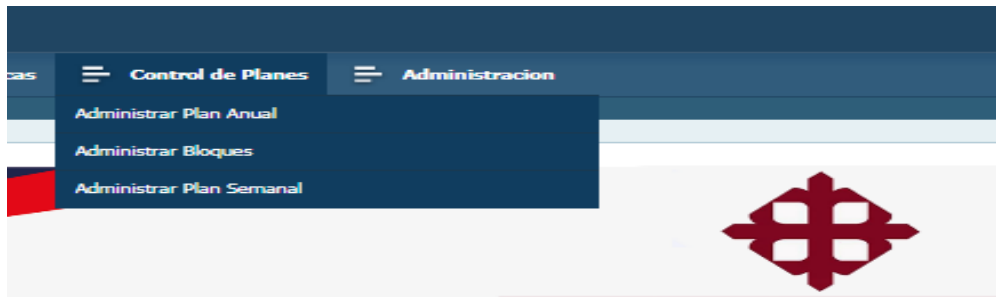 cas Control de Planes Administracion
Administrar Plan Anual
Administrar Bloques
Administrar Plan Semanal